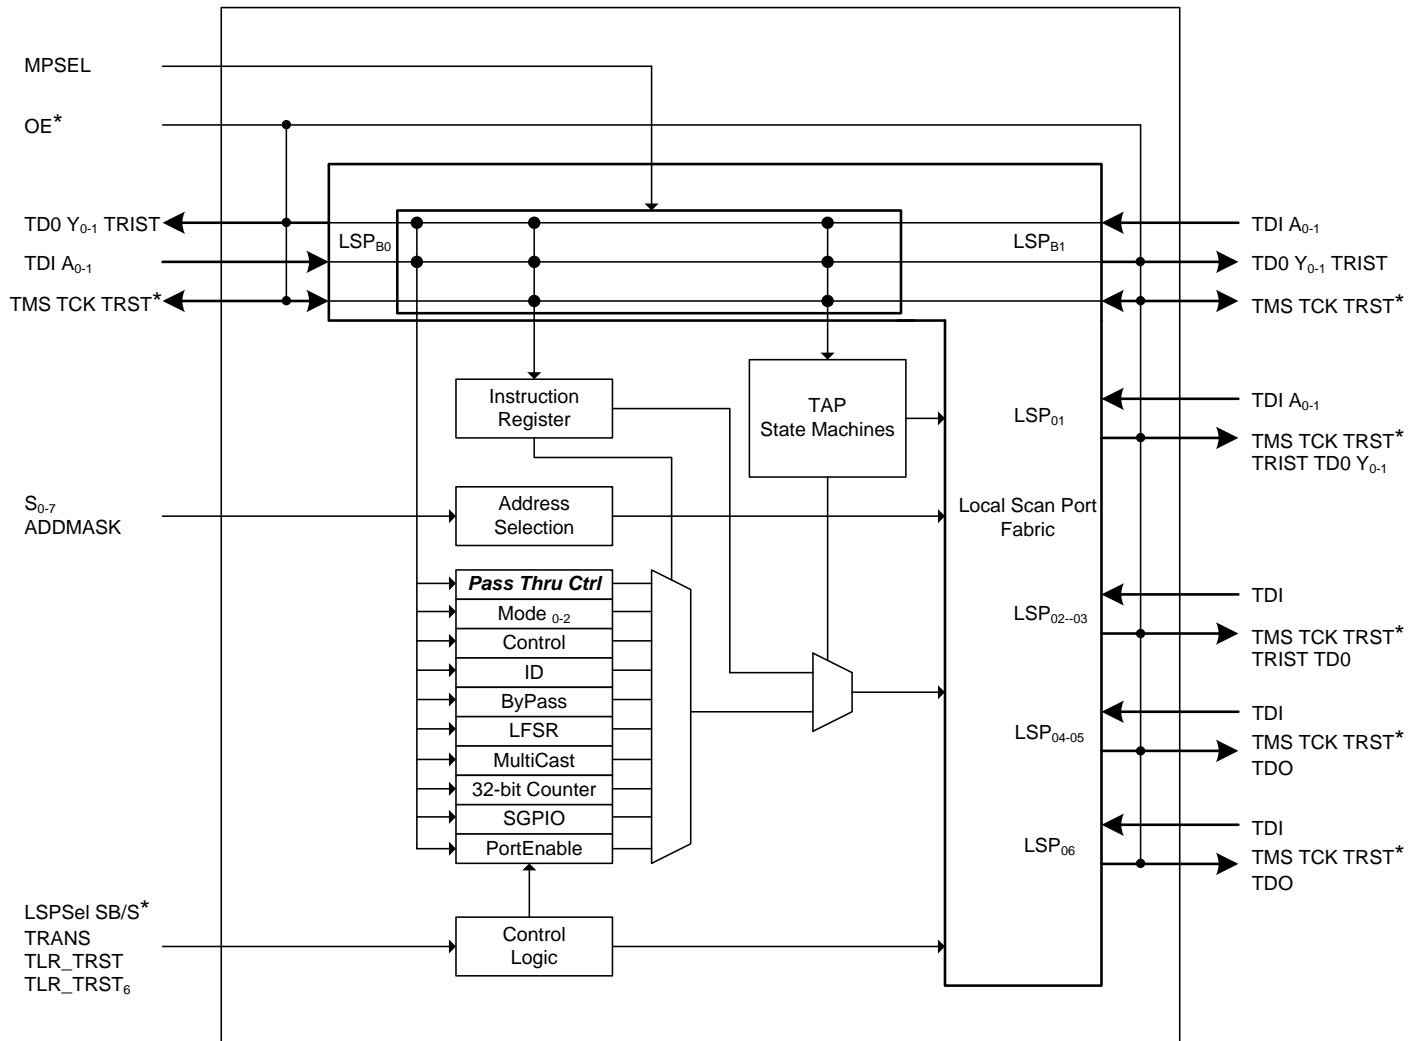 MPSEL
OE*
TD0 Y0-1 TRIST
TDI A0-1
TMS TCK TRST*
LSPB0
LSPB1
TDI A0-1
TD0 Y0-1 TRIST
TMS TCK TRST*
Instruction
Register
TAP
State Machines
LSP01
TDI A0-1
TMS TCK TRST*
TRIST TD0 Y0-1
S0-7
ADDMASK
Address
Selection
Local Scan Port
Fabric
Pass Thru Ctrl
Mode 0-2
Control
ID
ByPass
LFSR
MultiCast
32-bit Counter
SGPIO
PortEnable
LSP02--03
TDI
TMS TCK TRST*
TRIST TD0
LSP04-05
TDI
TMS TCK TRST*
TDO
LSP06
TDI
TMS TCK TRST*
TDO
LSPSel SB/S*
TRANS
TLR_TRST
TLR_TRST6
Control
Logic